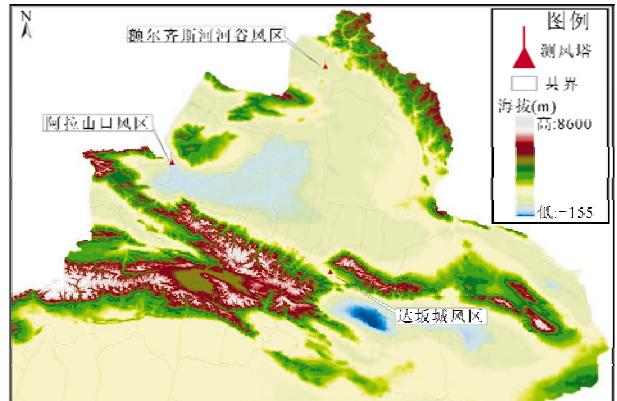 N
额尔齐斯河河谷风区
阿拉山口风区
达坂城风区
图例
测风塔
县界
海拔(m)
高:8600
低:-155